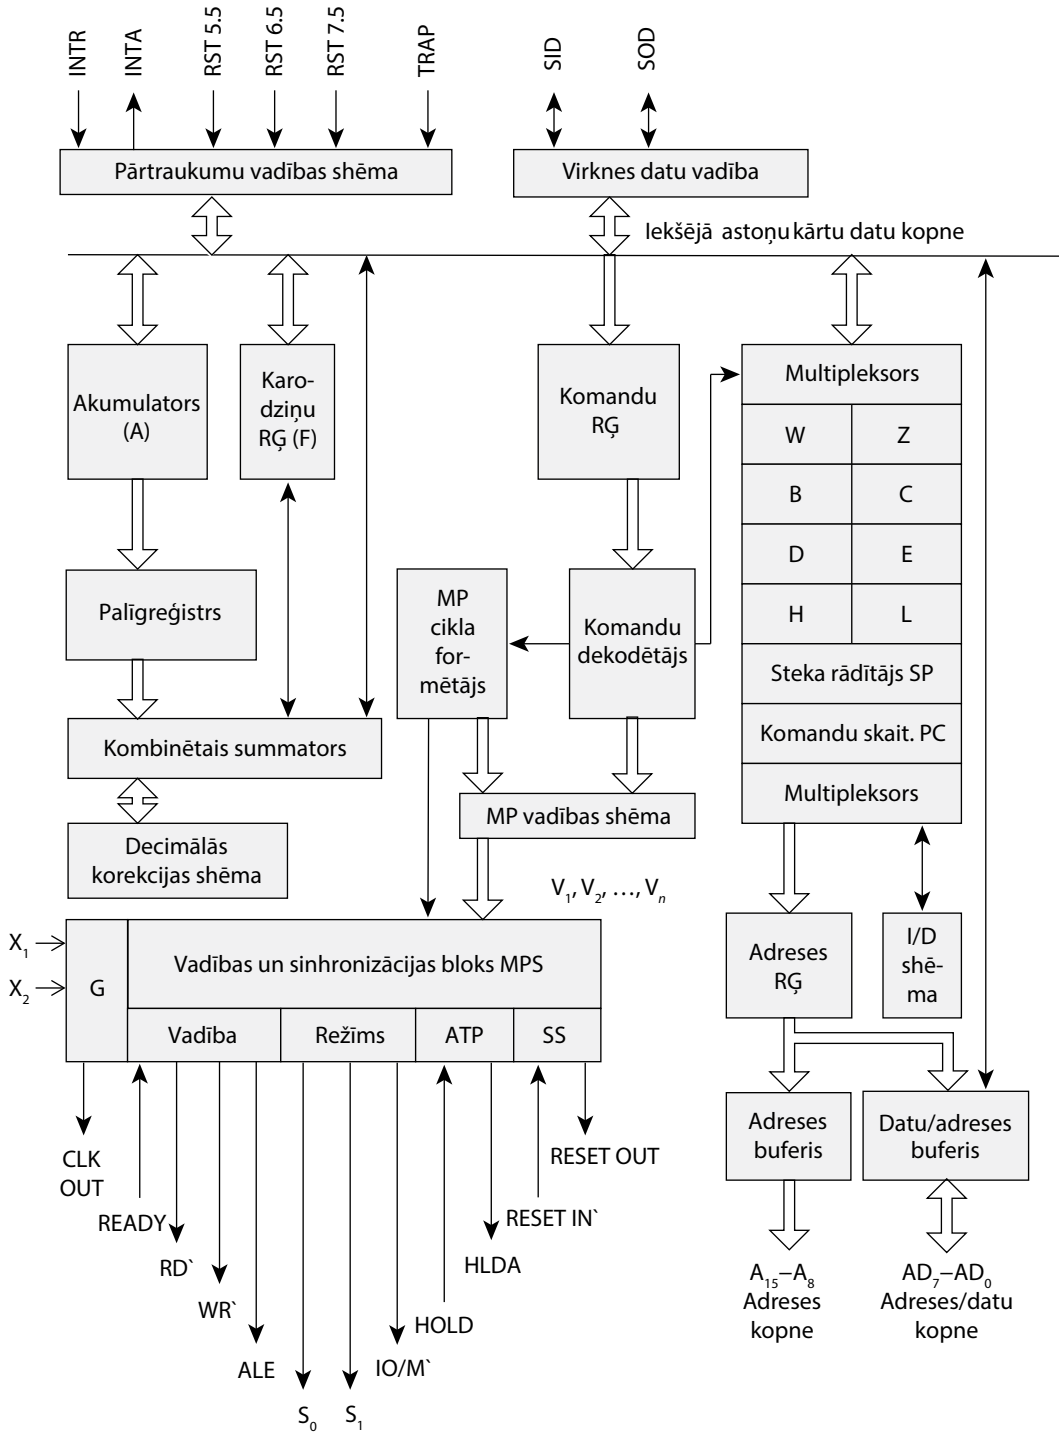 INTR
INTA
RST 5.5
RST 6.5
RST 7.5
TRAP
SID
SOD
Pārtraukumu vadības shēma
Virknes datu vadība
Iekšējā astoņu kārtu datu kopne
Akumulators
(A)
Karo-
dziņu
RĢ (F)
Komandu
RĢ
Multipleksors
W
Z
B
C
D
E
H
L
Steka rādītājs SP
Komandu skait. PC
Multipleksors
Palīgreģistrs
MP
cikla
for-
mētājs
Komandu
dekodētājs
Kombinētais summators
MP vadības shēma
Decimālās
korekcijas shēma
V₁, V₂, …, Vₙ
X₁
X₂
G
Vadības un sinhronizācijas bloks MPS
Vadība
Režīms
ATP
SS
Adreses
RĢ
I/D
shē-
ma
Adreses
buferis
Datu/adreses
buferis
CLK
OUT
READY
RD`
WR`
ALE
S₀
S₁
IO/M`
HOLD
HLDA
RESET IN`
RESET OUT
A₁₅–A₈
Adreses
kopne
AD₇–AD₀
Adreses/datu
kopne